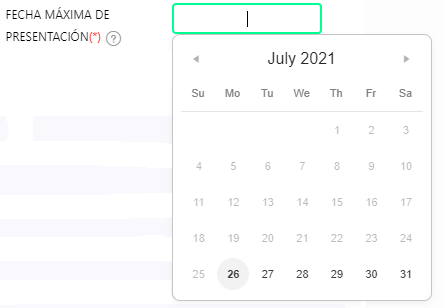 FECHA MÁXIMA DE
PRESENTACIÓN(*) ?
July 2021
Su Mo Tu We Th Fr Sa
1 2 3
4 5 6 7 8 9 10
11 12 13 14 15 16 17
18 19 20 21 22 23 24
25 26 27 28 29 30 31